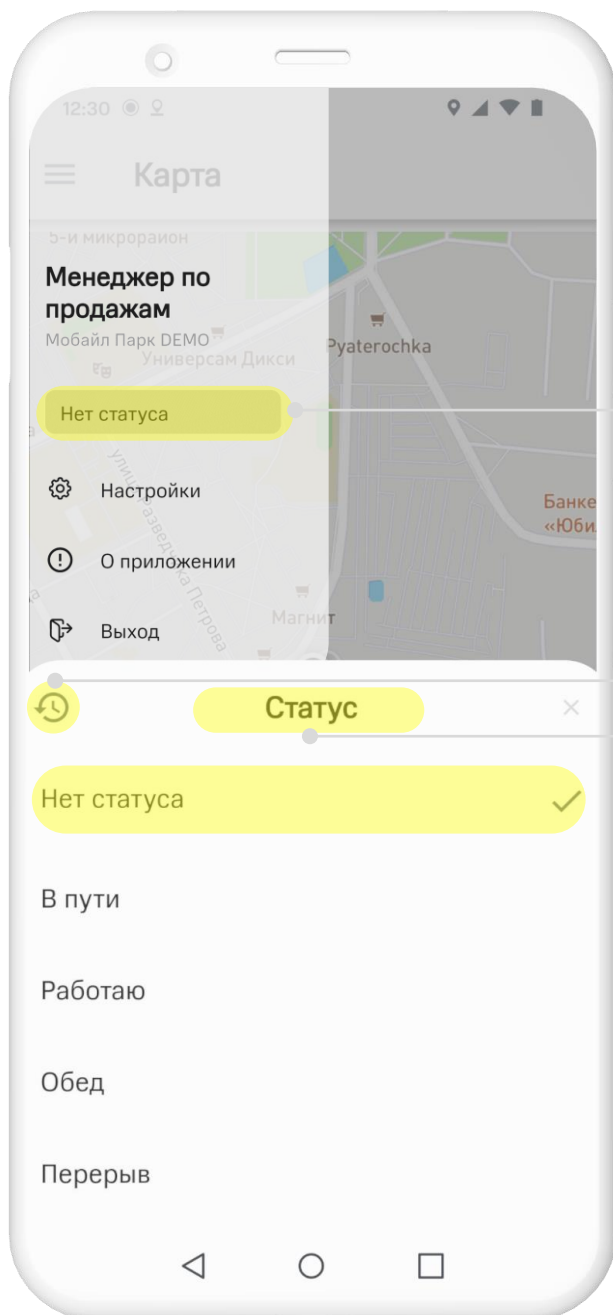 12:30
Карта
5-й микрорайон
Менеджер по
продажам
Мобайл Парк DEMO
Универсам Дикси
Pyaterochka
Нет статуса
улица Разведчика Петрова
Настройки
Банке
«Юби
О приложении
Магнит
Выход
Статус
Нет статуса
В пути
Работаю
Обед
Перерыв